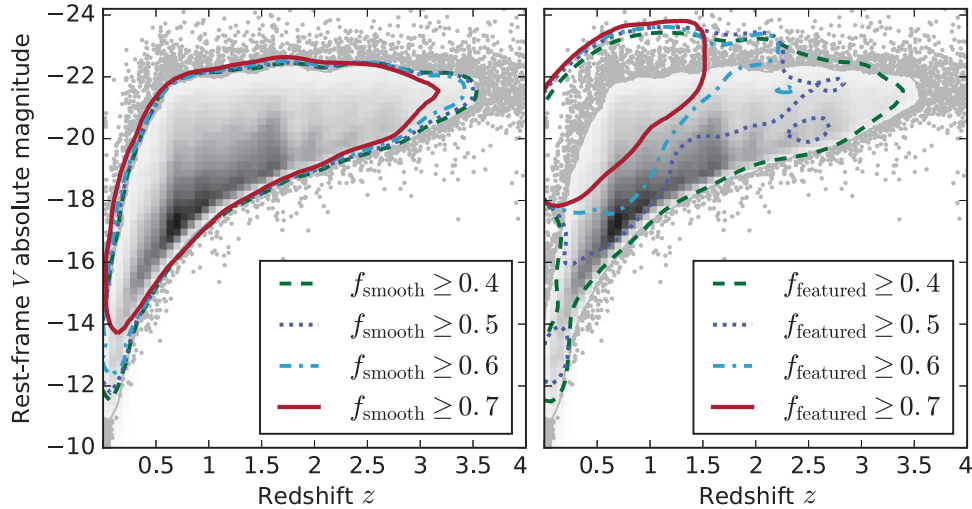 Rest-frame V absolute magnitude
−24
−22
−20
−18
−16
−14
−12
−10
f_smooth ≥ 0.4
f_smooth ≥ 0.5
f_smooth ≥ 0.6
f_smooth ≥ 0.7
0.5 1 1.5 2 2.5 3 3.5 4
Redshift z
f_featured ≥ 0.4
f_featured ≥ 0.5
f_featured ≥ 0.6
f_featured ≥ 0.7
0.5 1 1.5 2 2.5 3 3.5 4
Redshift z